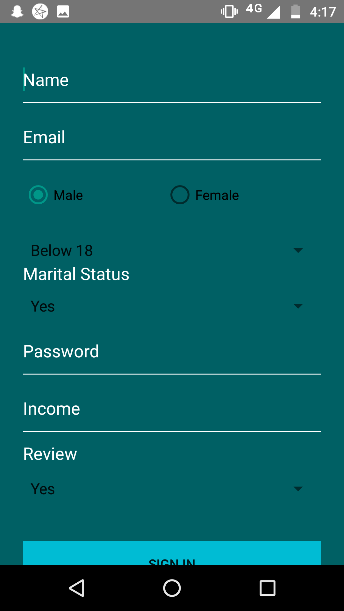 4G 4:17
Name
Email
Male Female
Below 18
Marital Status
Yes
Password
Income
Review
Yes
SIGN IN